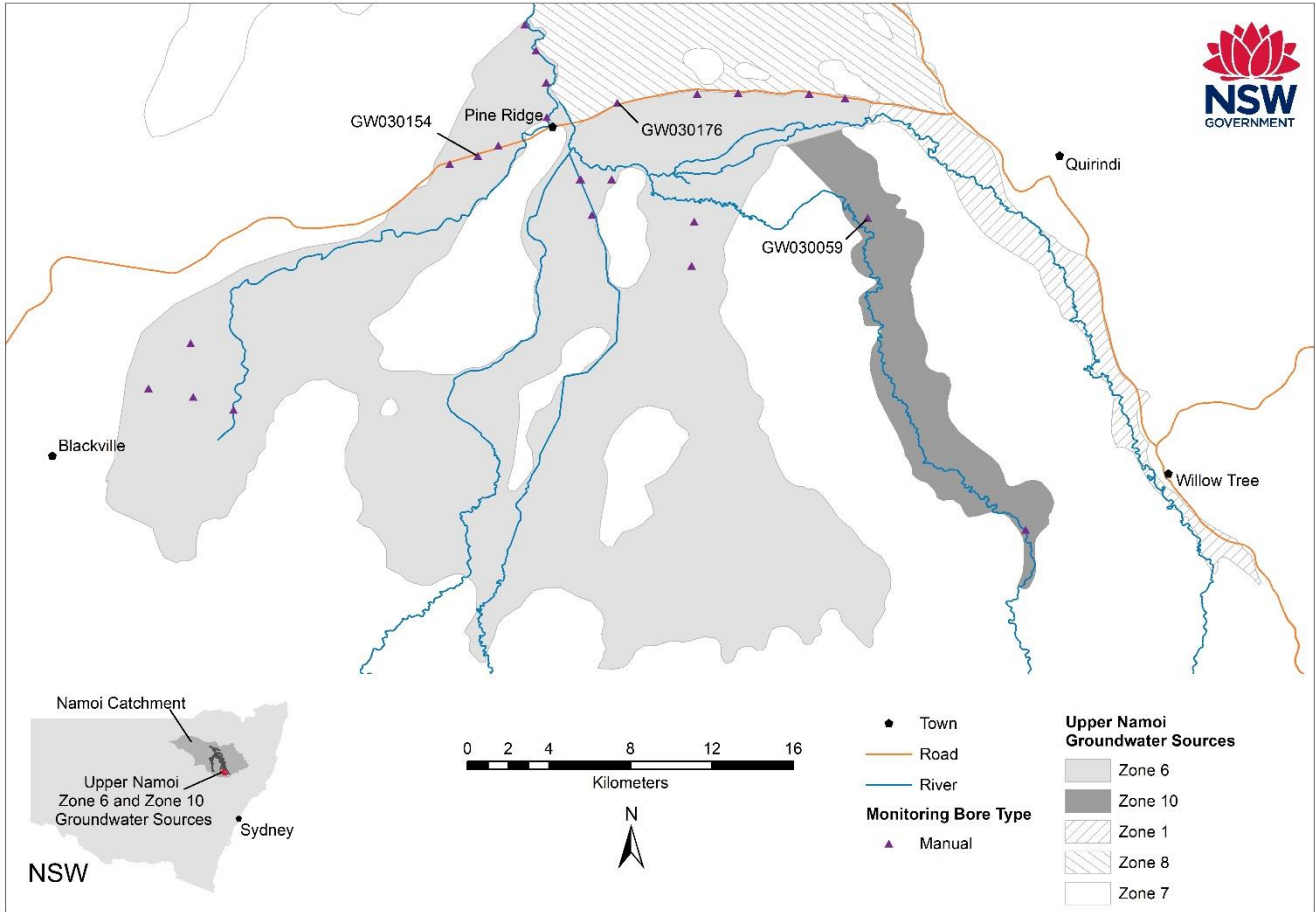 NSW
GOVERNMENT
Pine Ridge
GW030154
GW030176
Quirindi
GW030059
Blackville
Willow Tree
Namoi Catchment
Upper Namoi
Zone 6 and Zone 10
Groundwater Sources
Sydney
NSW
0 2 4 8 12 16
Kilometers
N
Town
Road
River
Monitoring Bore Type
Manual
Upper Namoi
Groundwater Sources
Zone 6
Zone 10
Zone 1
Zone 8
Zone 7